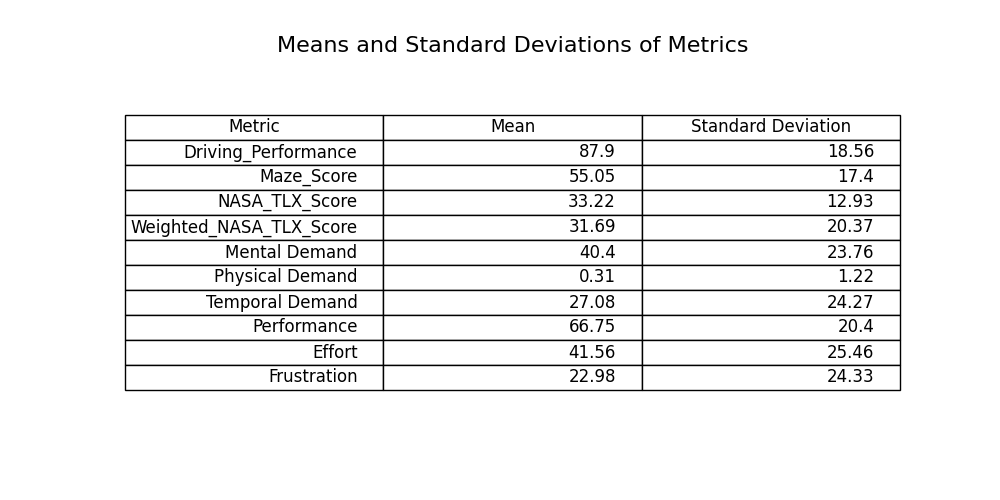 Means and Standard Deviations of Metrics
Metric Mean Standard Deviation
Driving_Performance 87.9 18.56
Maze_Score 55.05 17.4
NASA_TLX_Score 33.22 12.93
Weighted_NASA_TLX_Score 31.69 20.37
Mental Demand 40.4 23.76
Physical Demand 0.31 1.22
Temporal Demand 27.08 24.27
Performance 66.75 20.4
Effort 41.56 25.46
Frustration 22.98 24.33